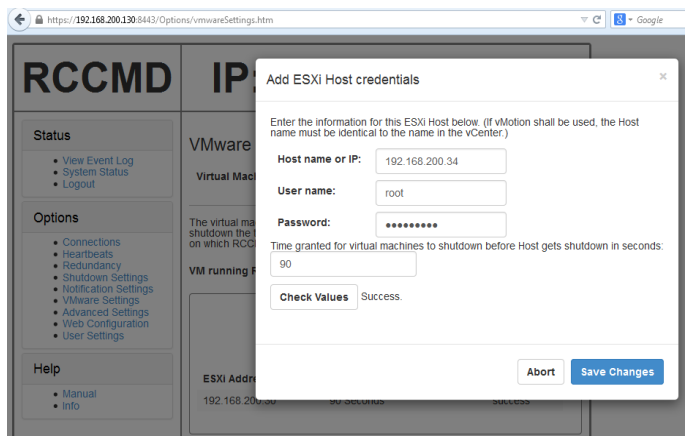 https://192.168.200.130:8443/Options/vmwareSettings.htm
Google
RCCMD
IP:
Status
View Event Log
System Status
Logout
Options
Connections
Heartbeats
Redundancy
Shutdown Settings
Notification Settings
VMware Settings
Advanced Settings
Web Configuration
User Settings
Help
Manual
Info
VMware
Virtual Mach
The virtual ma
shutdown the
on which RCC
VM running
ESXi Addre
192.168.200.30 90 Seconds success
Add ESXi Host credentials
×
Enter the information for this ESXi Host below. (If vMotion shall be used, the Host
name must be identical to the name in the vCenter.)
Host name or IP: 192.168.200.34
User name: root
Password: •••••••••
Time granted for virtual machines to shutdown before Host gets shutdown in seconds:
90
Check Values Success.
Abort Save Changes